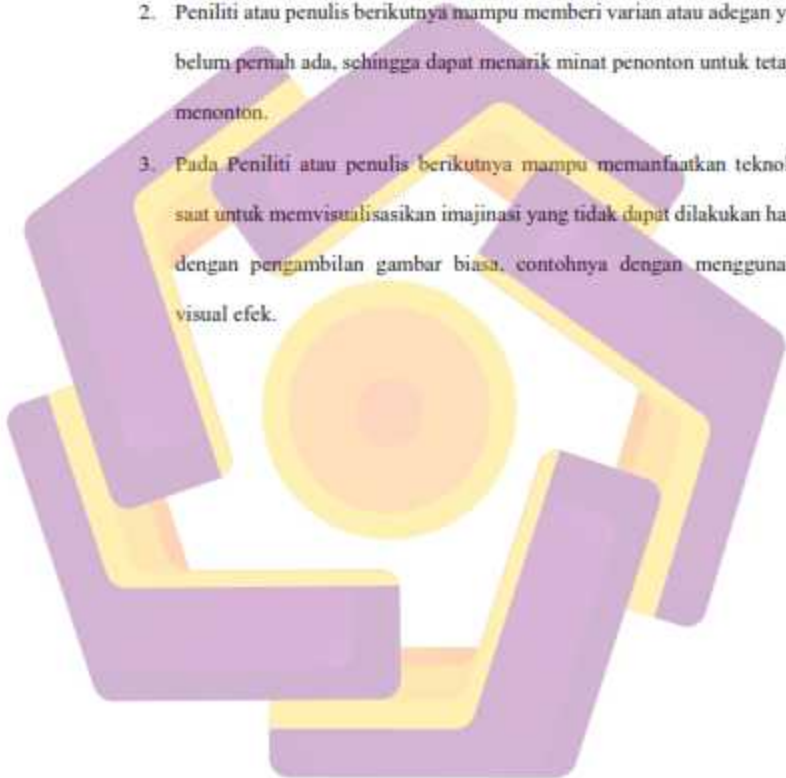 2. Peniliti atau penulis berikutnya mampu memberi varian atau adegan y
belum pernah ada, sehingga dapat menarik minat penonton untuk teta
menonton.
3. Pada Peniliti atau penulis berikutnya mampu memanfaatkan teknol
saat untuk memvisualisasikan imajinasi yang tidak dapat dilakukan ha
dengan pengambilan gambar biasa, contohnya dengan mengguna
visual efek.